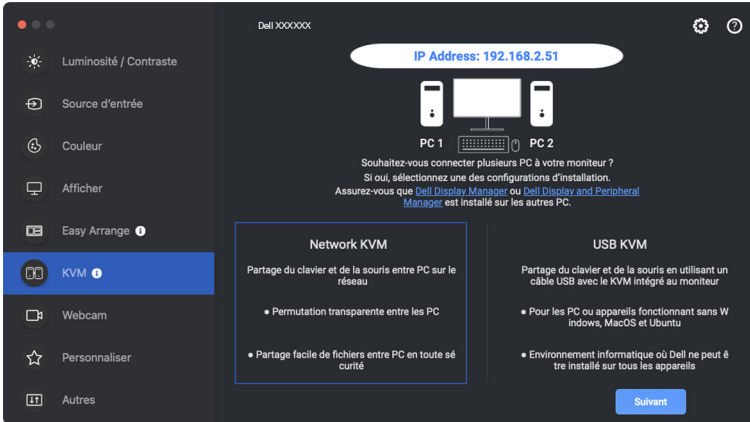 Dell XXXXXX
Luminosité / Contraste
Source d'entrée
Couleur
Afficher
Easy Arrange
KVM
Webcam
Personnaliser
Autres
IP Address: 192.168.2.51
PC 1
PC 2
Souhaitez-vous connecter plusieurs PC à votre moniteur ?
Si oui, sélectionnez une des configurations d'installation.
Assurez-vous que Dell Display Manager ou Dell Display and Peripheral
Manager est installé sur les autres PC.
Network KVM
Partage du clavier et de la souris entre PC sur le
réseau
• Permutation transparente entre les PC
• Partage facile de fichiers entre PC en toute sé
curité
USB KVM
Partage du clavier et de la souris en utilisant un
câble USB avec le KVM intégré au moniteur
• Pour les PC ou appareils fonctionnant sans W
indows, MacOS et Ubuntu
• Environnement informatique où Dell ne peut ê
tre installé sur tous les appareils
Suivant